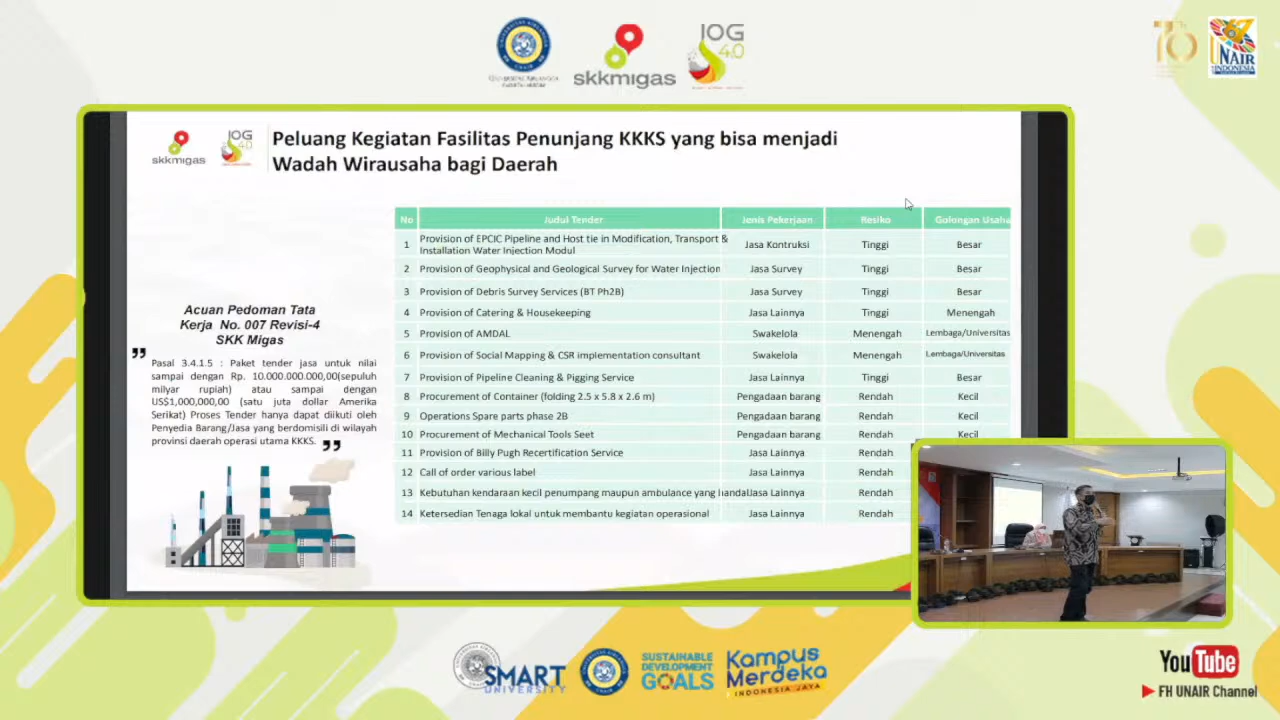 UNIVERSITAS AIRLANGGA
skkmigas
IOG
4.0
UNAIR
INDONESIA
skkmigas
IOG
4.0
Peluang Kegiatan Fasilitas Penunjang KKKS yang bisa menjadi
Wadah Wirausaha bagi Daerah
Acuan Pedoman Tata
Kerja No. 007 Revisi-4
SKK Migas
” Pasal 3.4.1.5 : Paket tender jasa untuk nilai
sampai dengan Rp. 10.000.000.000,00(sepuluh
milyar rupiah) atau sampai dengan
US$1,000,000,00 (satu juta dollar Amerika
Serikat) Proses Tender hanya dapat diikuti oleh
Penyedia Barang/Jasa yang berdomisili di wilayah
provinsi daerah operasi utama KKKS. ”
No Judul Tender Jenis Pekerjaan Resiko Golongan Usaha
1 Provision of EPCIC Pipeline and Host tie in Modification, Transport &
Installation Water Injection Modul Jasa Kontruksi Tinggi Besar
2 Provision of Geophysical and Geological Survey for Water Injection Jasa Survey Tinggi Besar
3 Provision of Debris Survey Services (BT Ph2B) Jasa Survey Tinggi Besar
4 Provision of Catering & Housekeeping Jasa Lainnya Tinggi Menengah
5 Provision of AMDAL Swakelola Menengah Lembaga/Universitas
6 Provision of Social Mapping & CSR implementation consultant Swakelola Menengah Lembaga/Universitas
7 Provision of Pipeline Cleaning & Pigging Service Jasa Lainnya Tinggi Besar
8 Procurement of Container (folding 2.5 x 5.8 x 2.6 m) Pengadaan barang Rendah Kecil
9 Operations Spare parts phase 2B Pengadaan barang Rendah Kecil
10 Procurement of Mechanical Tools Seet Pengadaan barang Rendah Kecil
11 Provision of Billy Pugh Recertification Service Jasa Lainnya Rendah
12 Call of order various label Jasa Lainnya Rendah
13 Kebutuhan kendaraan kecil penumpang maupun ambulance yang handal Jasa Lainnya Rendah
14 Ketersedian Tenaga lokal untuk membantu kegiatan operasional Jasa Lainnya Rendah
SMART
UNIVERSITY
SUSTAINABLE
DEVELOPMENT
GOALS
Kampus
Merdeka
INDONESIA JAYA
YouTube
FH UNAIR Channel